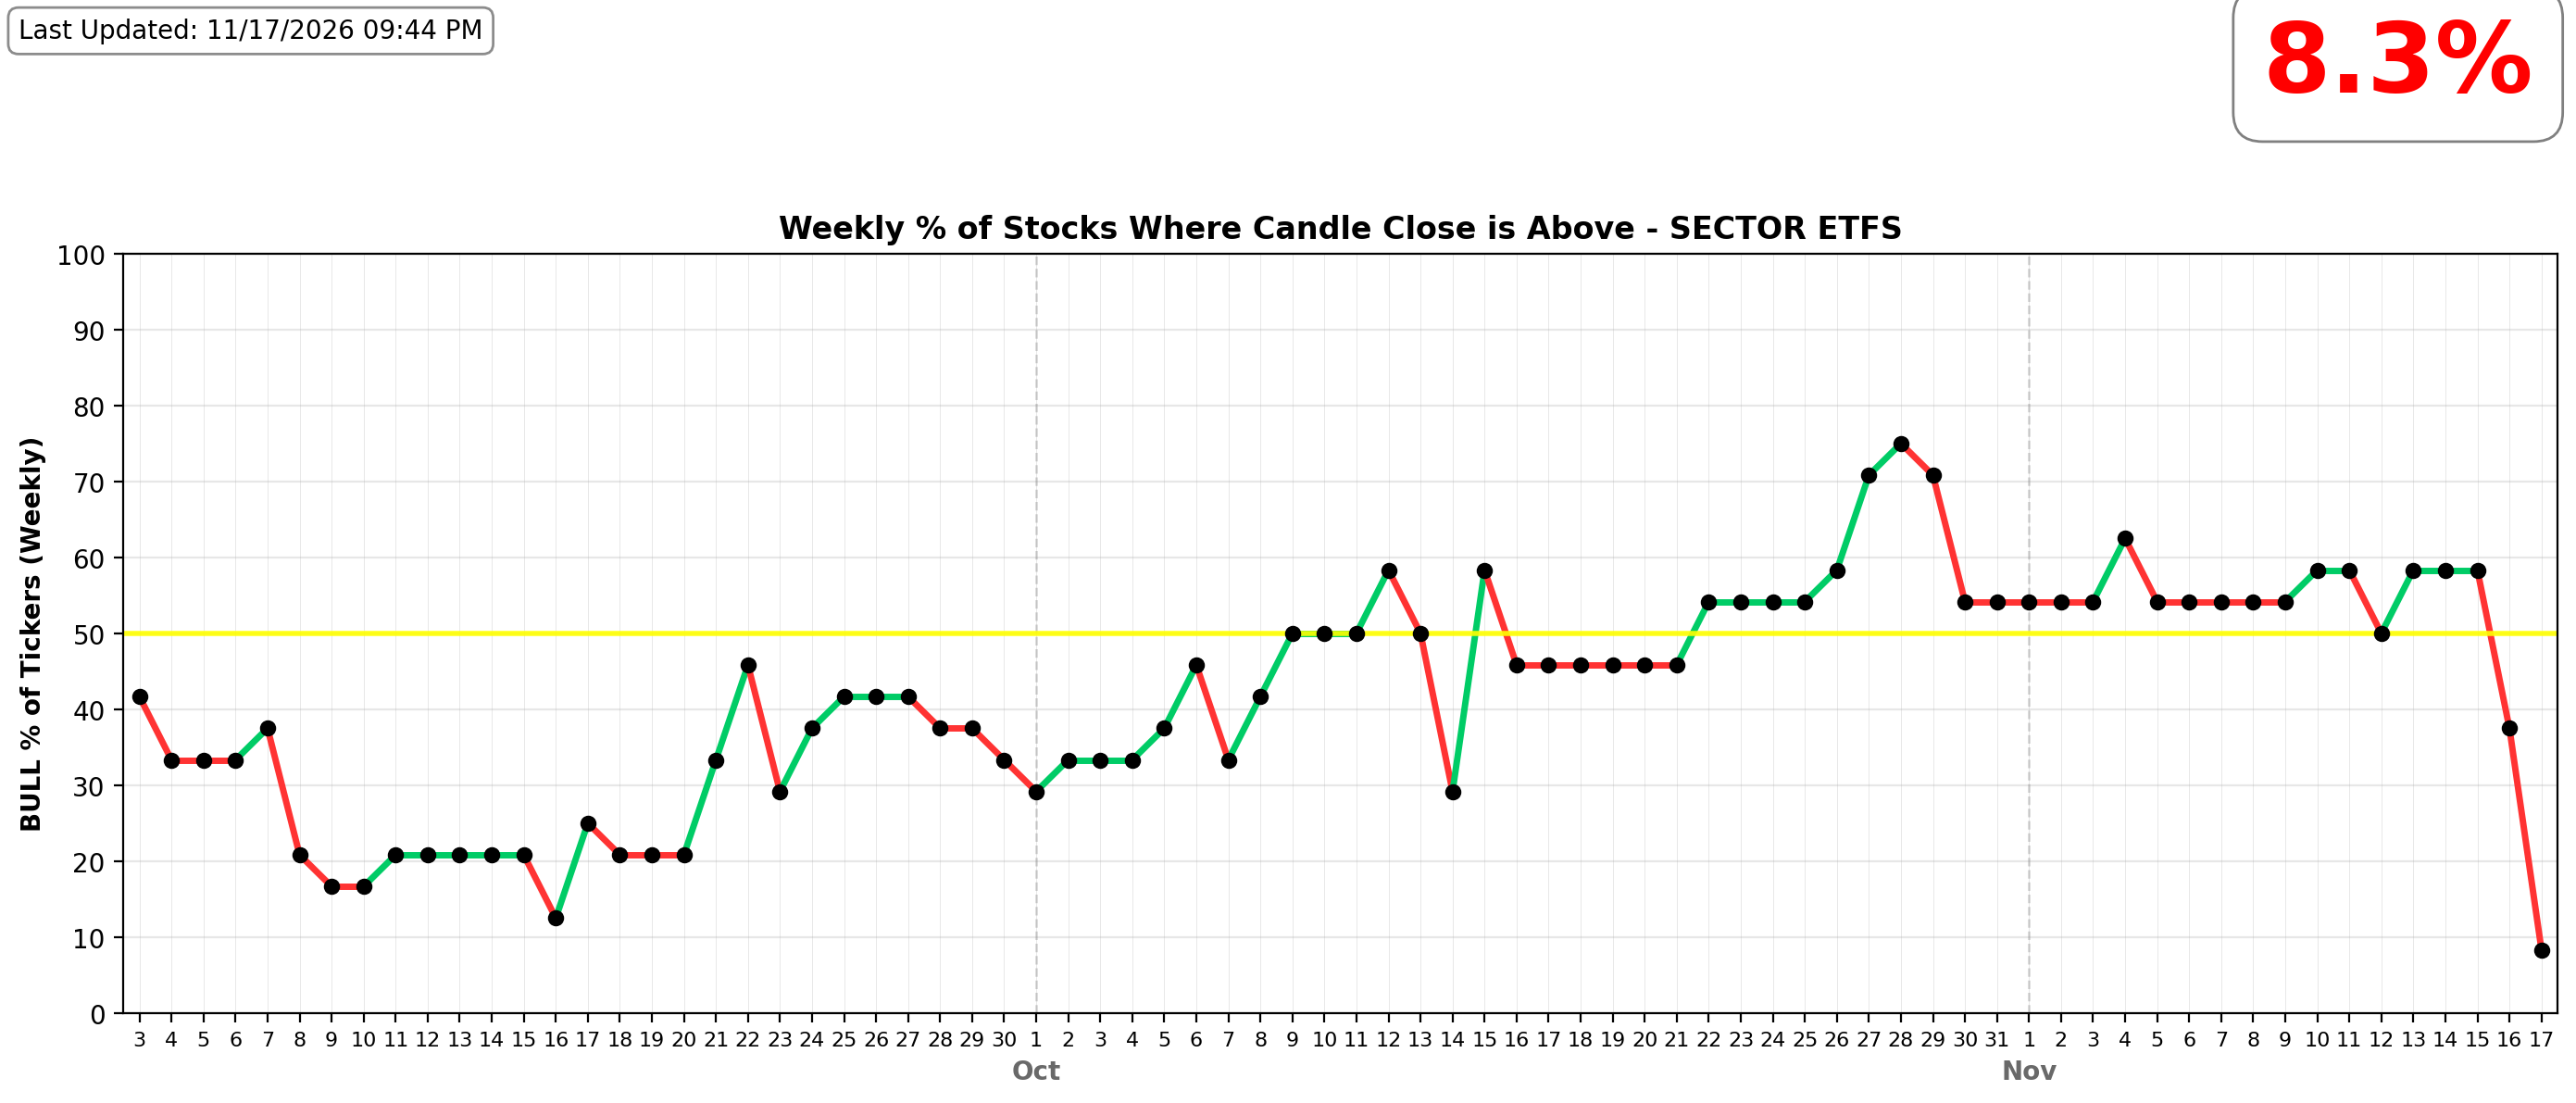 Last Updated: 11/17/2026 09:44 PM
8.3%
Weekly % of Stocks Where Candle Close is Above - SECTOR ETFS
BULL % of Tickers (Weekly)
100
90
80
70
60
50
40
30
20
10
0
3 4 5 6 7 8 9 10 11 12 13 14 15 16 17 18 19 20 21 22 23 24 25 26 27 28 29 30 1 2 3 4 5 6 7 8 9 10 11 12 13 14 15 16 17 18 19 20 21 22 23 24 25 26 27 28 29 30 31 1 2 3 4 5 6 7 8 9 10 11 12 13 14 15 16 17
Oct Nov